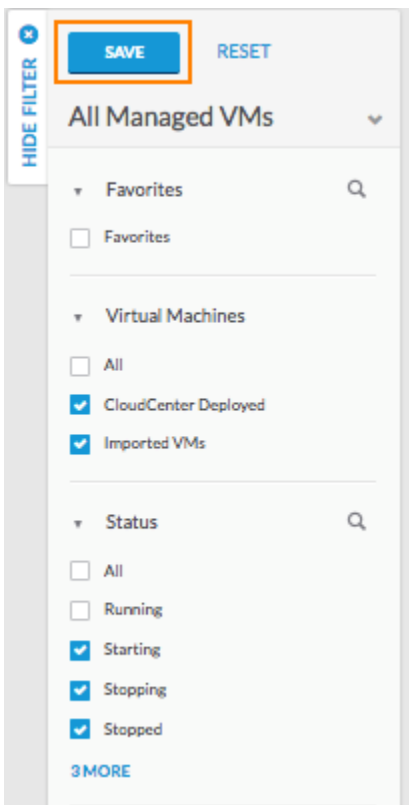 HIDE FILTER
SAVE
RESET
All Managed VMs
Favorites
Favorites
Virtual Machines
All
CloudCenter Deployed
Imported VMs
Status
All
Running
Starting
Stopping
Stopped
3 MORE